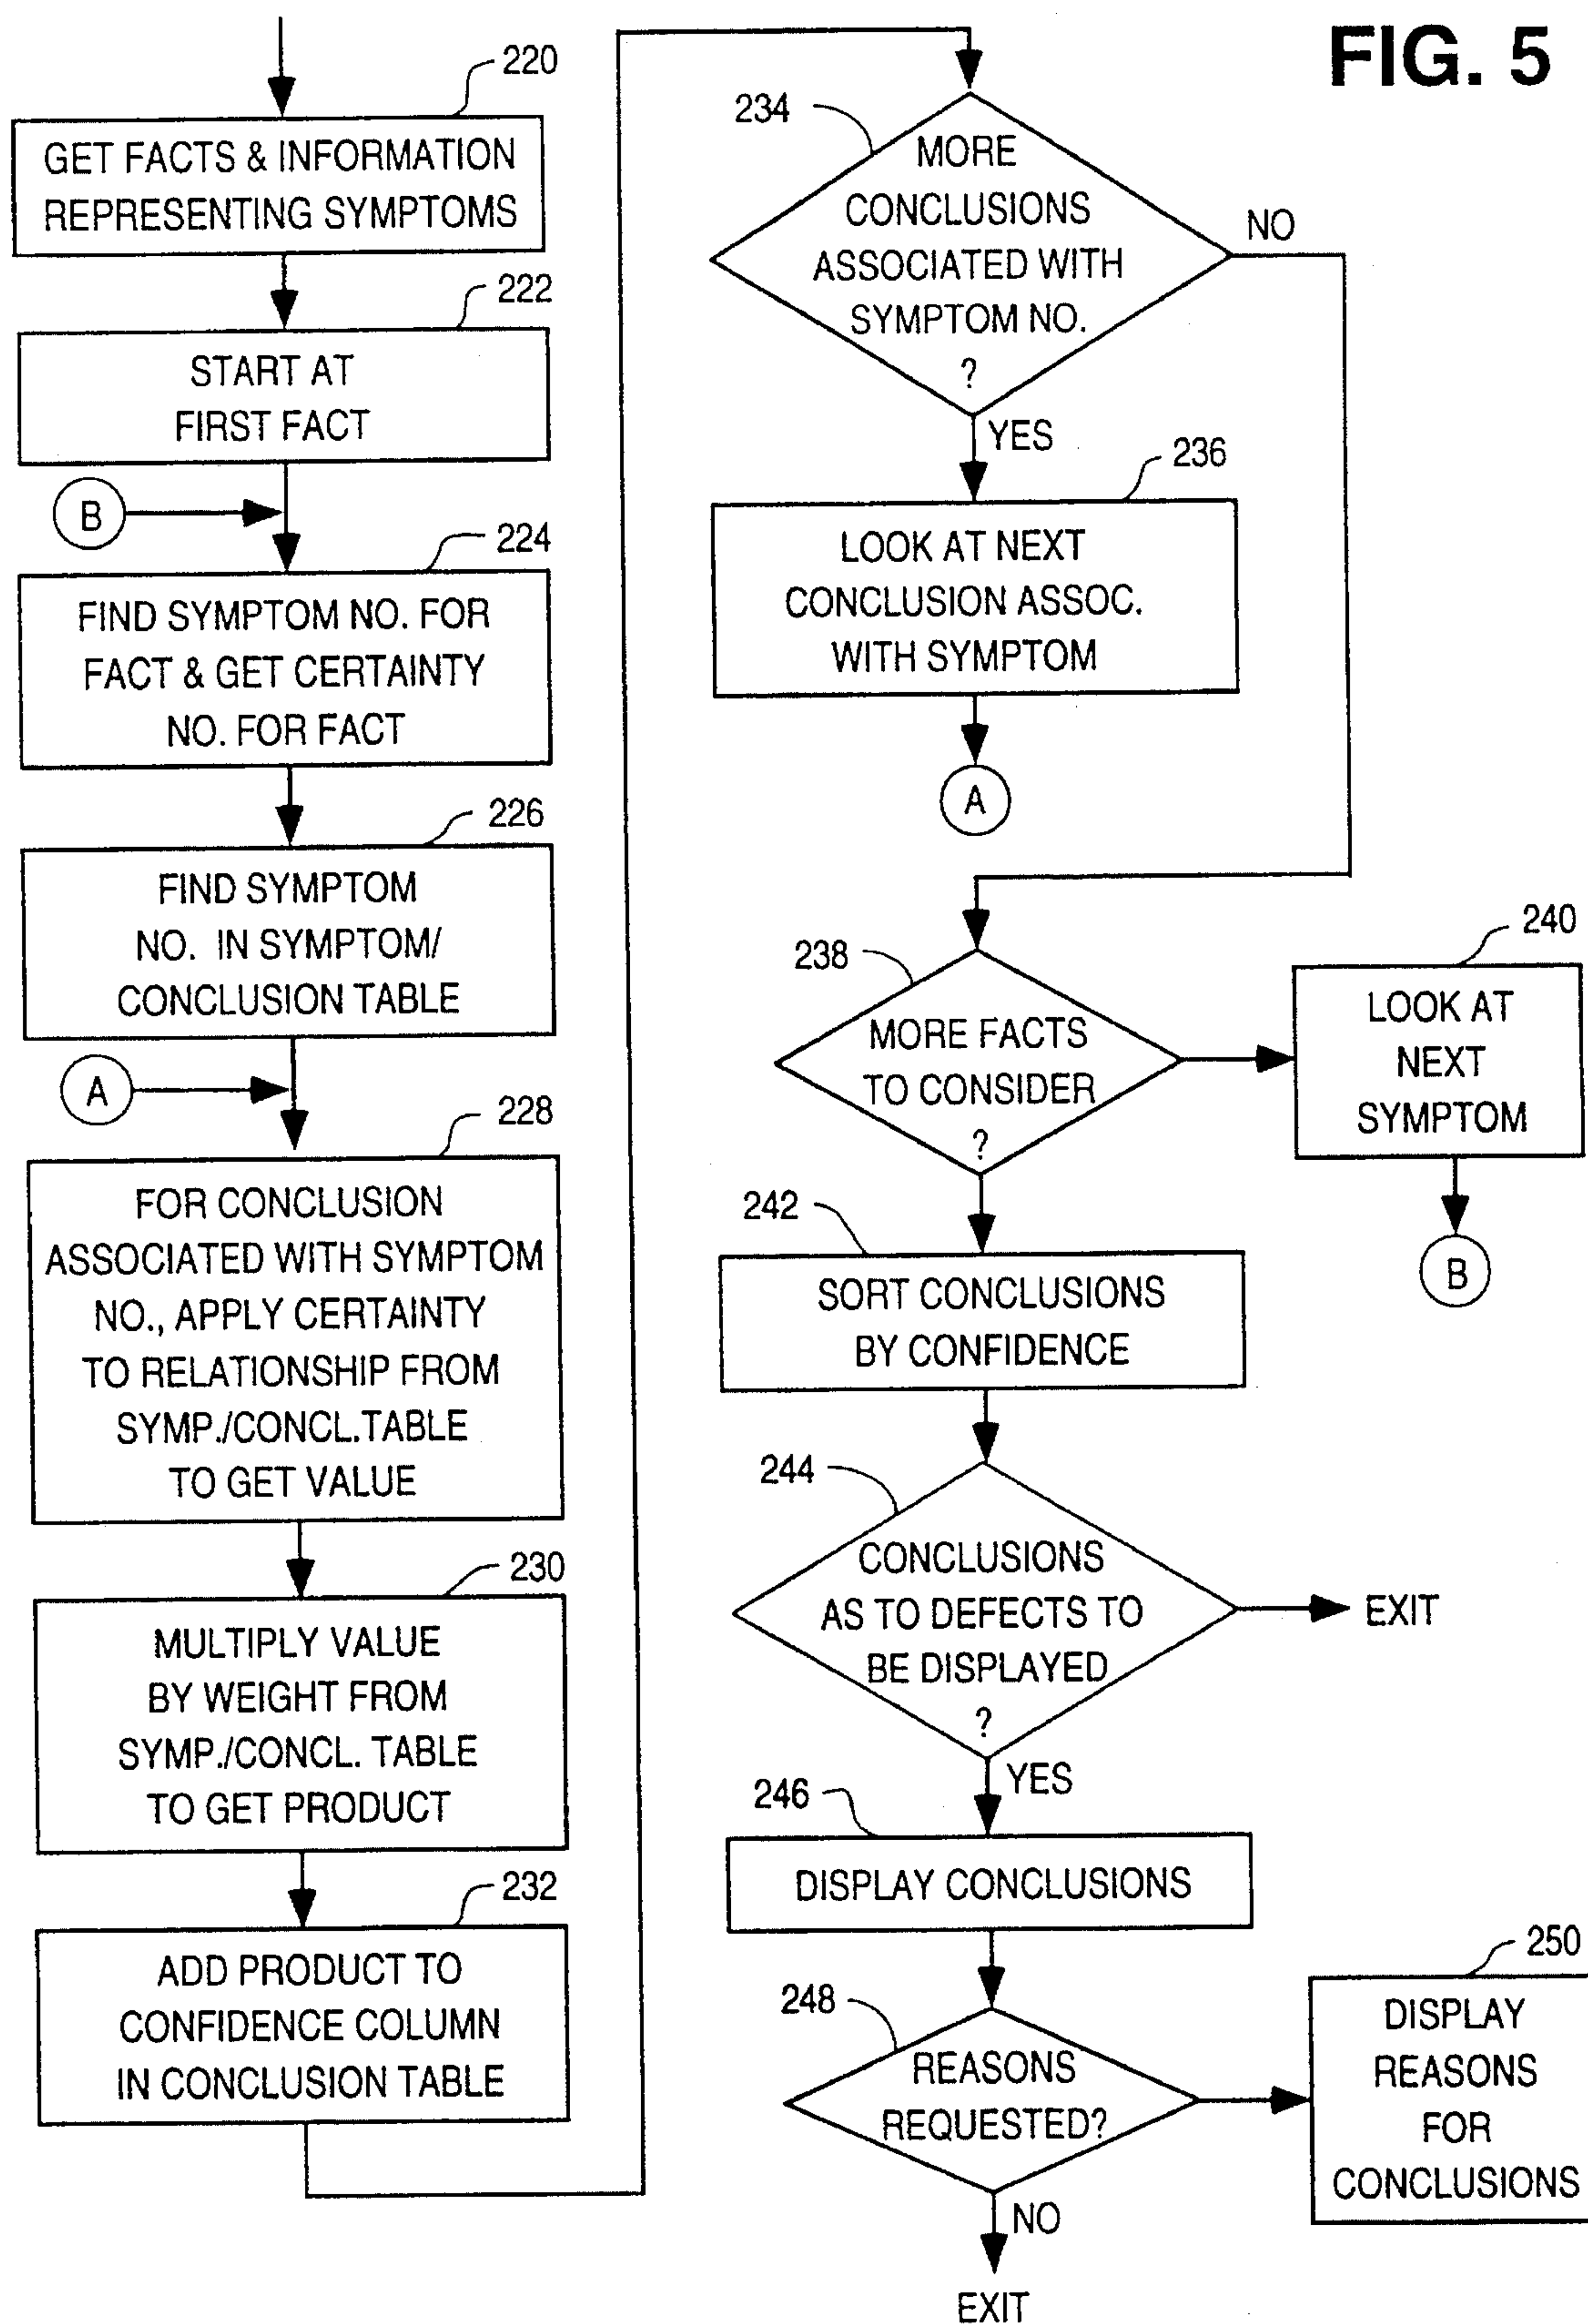 FIG. 5
220
GET FACTS & INFORMATION
REPRESENTING SYMPTOMS
222
START AT
FIRST FACT
B
224
FIND SYMPTOM NO. FOR
FACT & GET CERTAINTY
NO. FOR FACT
226
FIND SYMPTOM
NO. IN SYMPTOM/
CONCLUSION TABLE
A
228
FOR CONCLUSION
ASSOCIATED WITH SYMPTOM
NO., APPLY CERTAINTY
TO RELATIONSHIP FROM
SYMP./CONCL.TABLE
TO GET VALUE
230
MULTIPLY VALUE
BY WEIGHT FROM
SYMP./CONCL. TABLE
TO GET PRODUCT
232
ADD PRODUCT TO
CONFIDENCE COLUMN
IN CONCLUSION TABLE
234
MORE
CONCLUSIONS
ASSOCIATED WITH
SYMPTOM NO.
?
NO
YES
236
LOOK AT NEXT
CONCLUSION ASSOC.
WITH SYMPTOM
A
238
MORE FACTS
TO CONSIDER
?
240
LOOK AT
NEXT
SYMPTOM
B
242
SORT CONCLUSIONS
BY CONFIDENCE
244
CONCLUSIONS
AS TO DEFECTS TO
BE DISPLAYED
?
EXIT
YES
246
DISPLAY CONCLUSIONS
248
REASONS
REQUESTED?
250
DISPLAY
REASONS
FOR
CONCLUSIONS
NO
EXIT